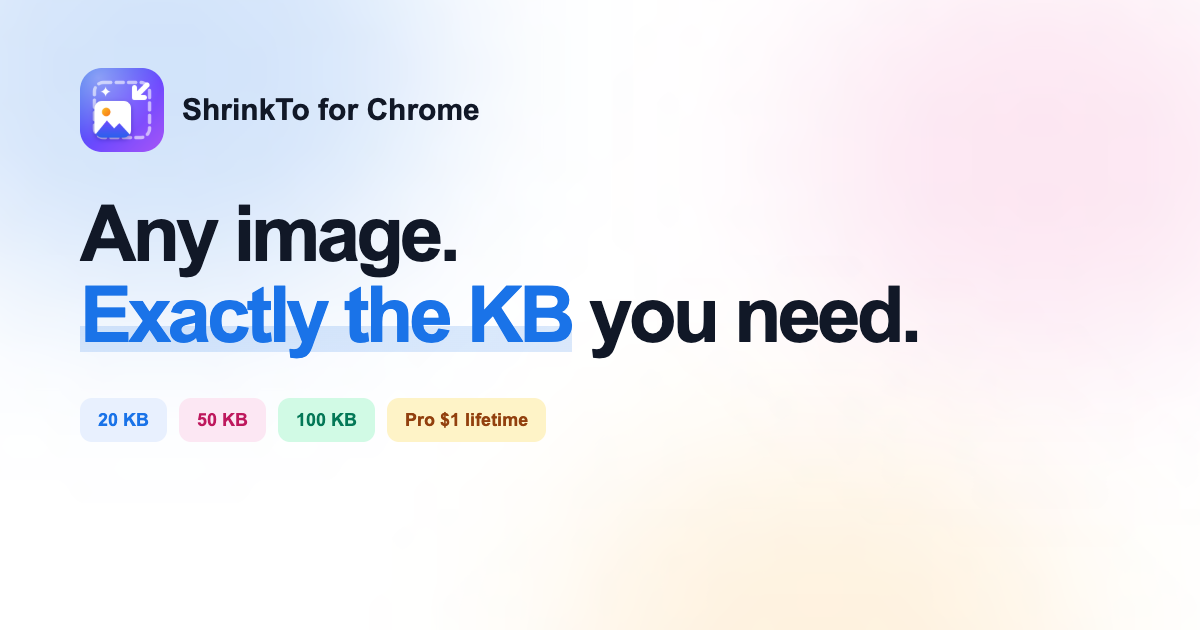 ShrinkTo for Chrome
Any image.
Exactly the KB you need.
20 KB
50 KB
100 KB
Pro $1 lifetime